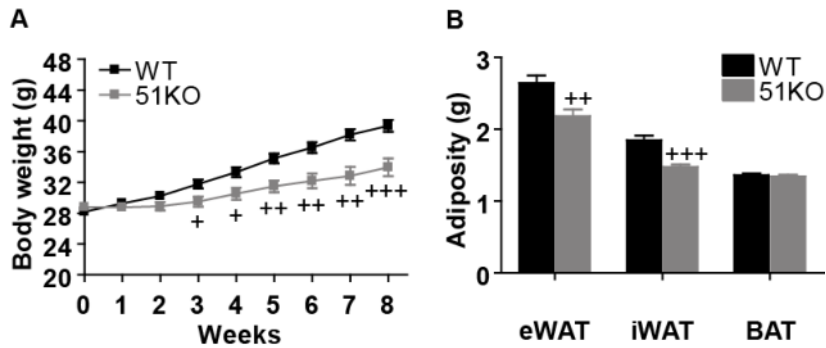 A
Body weight (g)
48
44
40
36
32
28
24
20
WT
51KO
+
+
++
++
++
+++
0 1 2 3 4 5 6 7 8
Weeks
B
Adiposity (g)
3
2
1
0
WT
51KO
++
+++
eWAT iWAT BAT